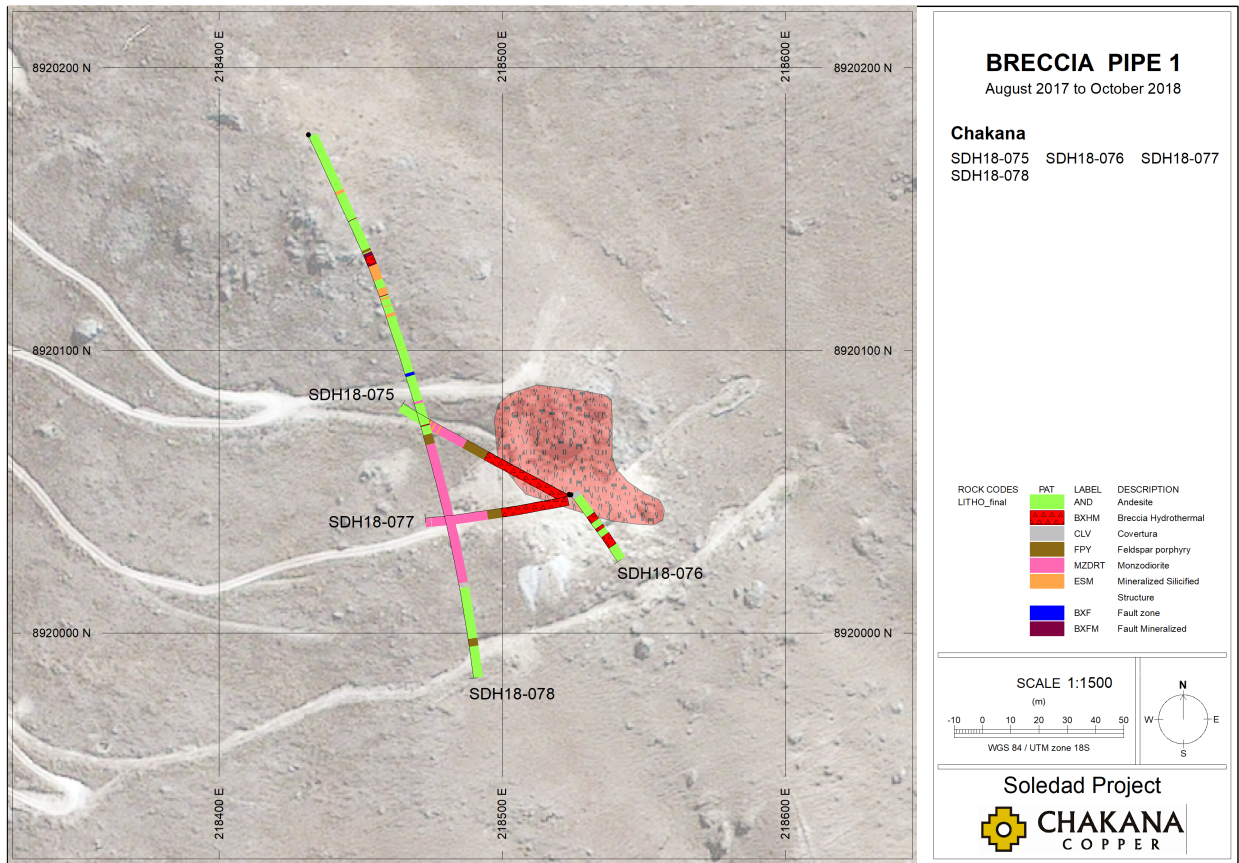 218400 E
218500 E
218600 E
8920200 N
8920200 N
8920100 N
8920100 N
SDH18-075
SDH18-077
SDH18-076
8920000 N
8920000 N
SDH18-078
218400 E
218500 E
218600 E
BRECCIA PIPE 1
August 2017 to October 2018
Chakana
SDH18-075 SDH18-076 SDH18-077
SDH18-078
ROCK CODES PAT LABEL DESCRIPTION
LITHO_final AND Andesite
BXHM Breccia Hydrothermal
CLV Covertura
FPY Feldspar porphyry
MZDRT Monzodiorite
ESM Mineralized Silicified
Structure
BXF Fault zone
BXFM Fault Mineralized
SCALE 1:1500
(m)
-10 0 10 20 30 40 50
WGS 84 / UTM zone 18S
N
W E
S
Soledad Project
CHAKANA
COPPER